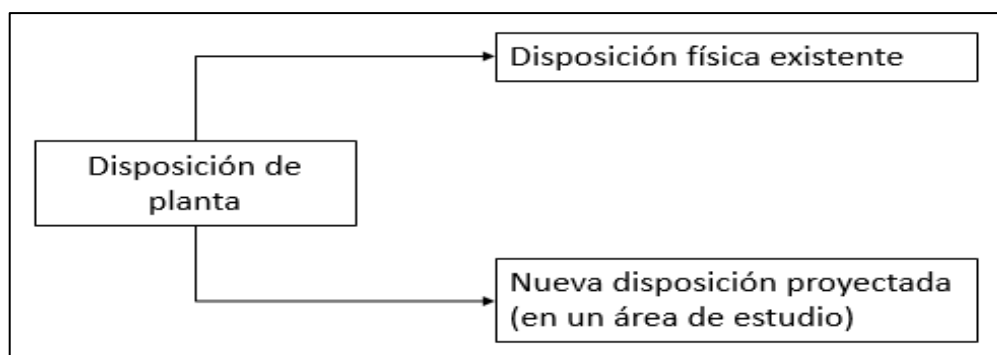 Disposición física existente
Disposición de
planta
Nueva disposición proyectada
(en un área de estudio)